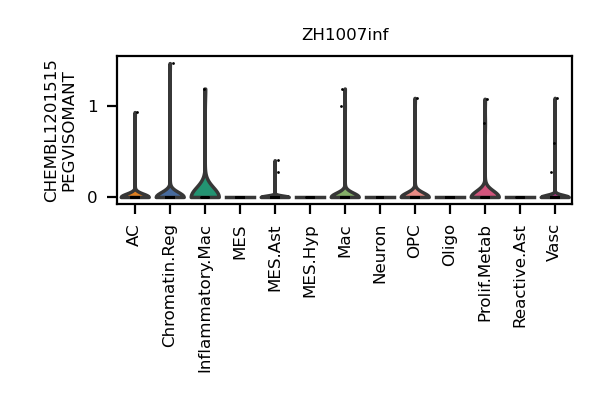 ZH1007inf
CHEMBL1201515
PEGVISOMANT
1
0
AC
Chromatin.Reg
Inflammatory.Mac
MES
MES.Ast
MES.Hyp
Mac
Neuron
OPC
Oligo
Prolif.Metab
Reactive.Ast
Vasc